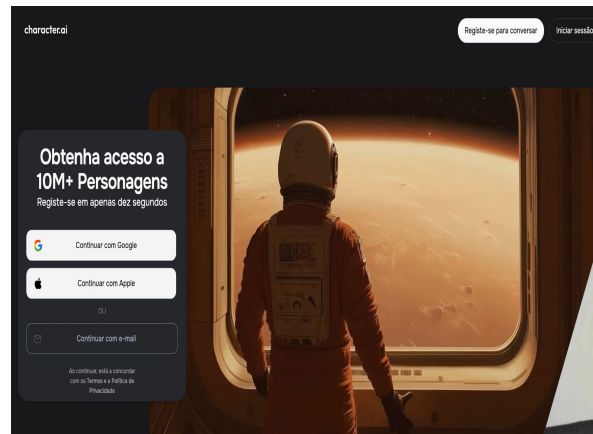 character.ai
Registe-se para conversar
Iniciar sessão
Obtenha acesso a
10M+ Personagens
Registe-se em apenas dez segundos
Continuar com Google
Continuar com Apple
OU
Continuar com e-mail
Ao continuar, está a concordar
com os Termos e a Política de
Privacidade